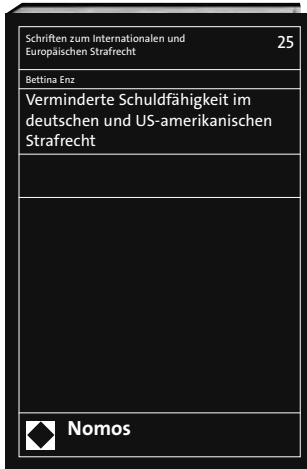 Schriften zum Internationalen und
Europäischen Strafrecht
25
Bettina Enz
Verminderte Schuldfähigkeit im
deutschen und US-amerikanischen
Strafrecht
Nomos